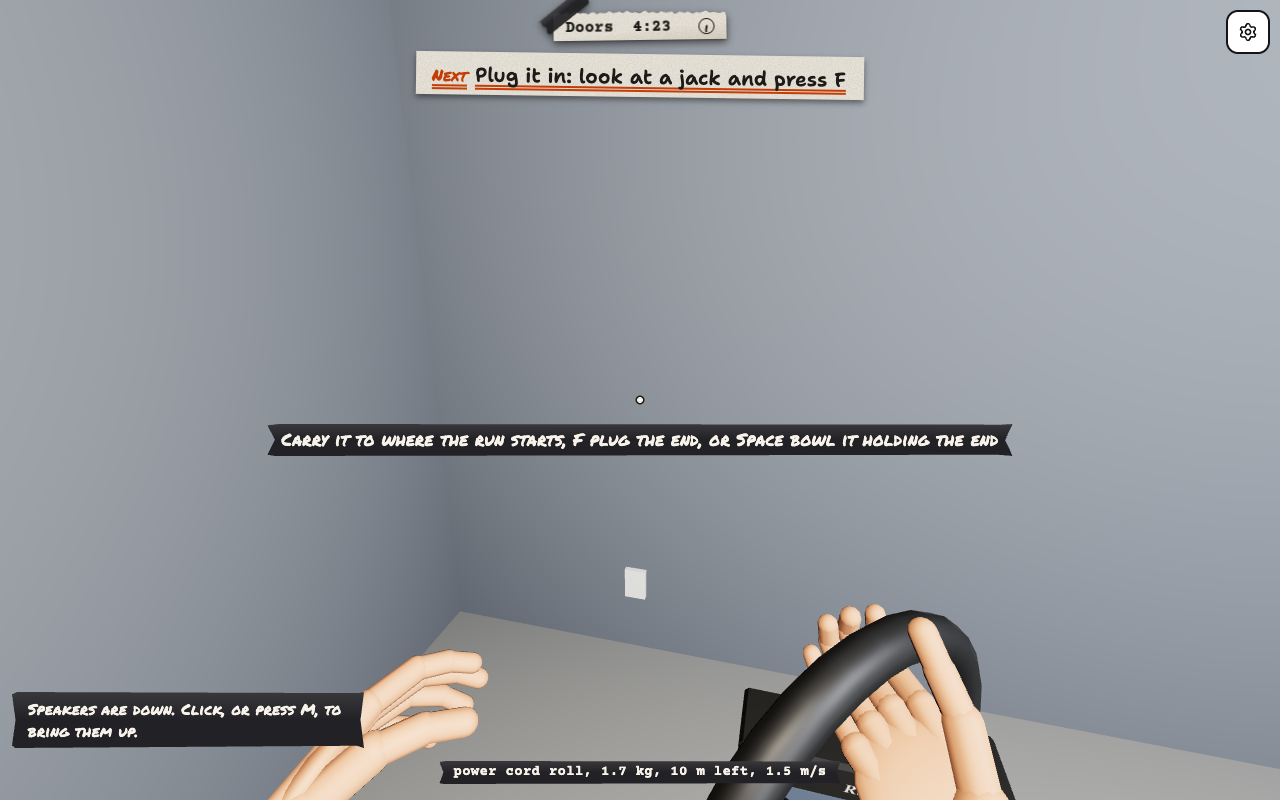 Doors 4:23
Next Plug it in: look at a jack and press F
Carry it to where the run starts, F plug the end, or Space bowl it holding the end
Speakers are down. Click, or press M, to
bring them up.
power cord roll, 1.7 kg, 10 m left, 1.5 m/s